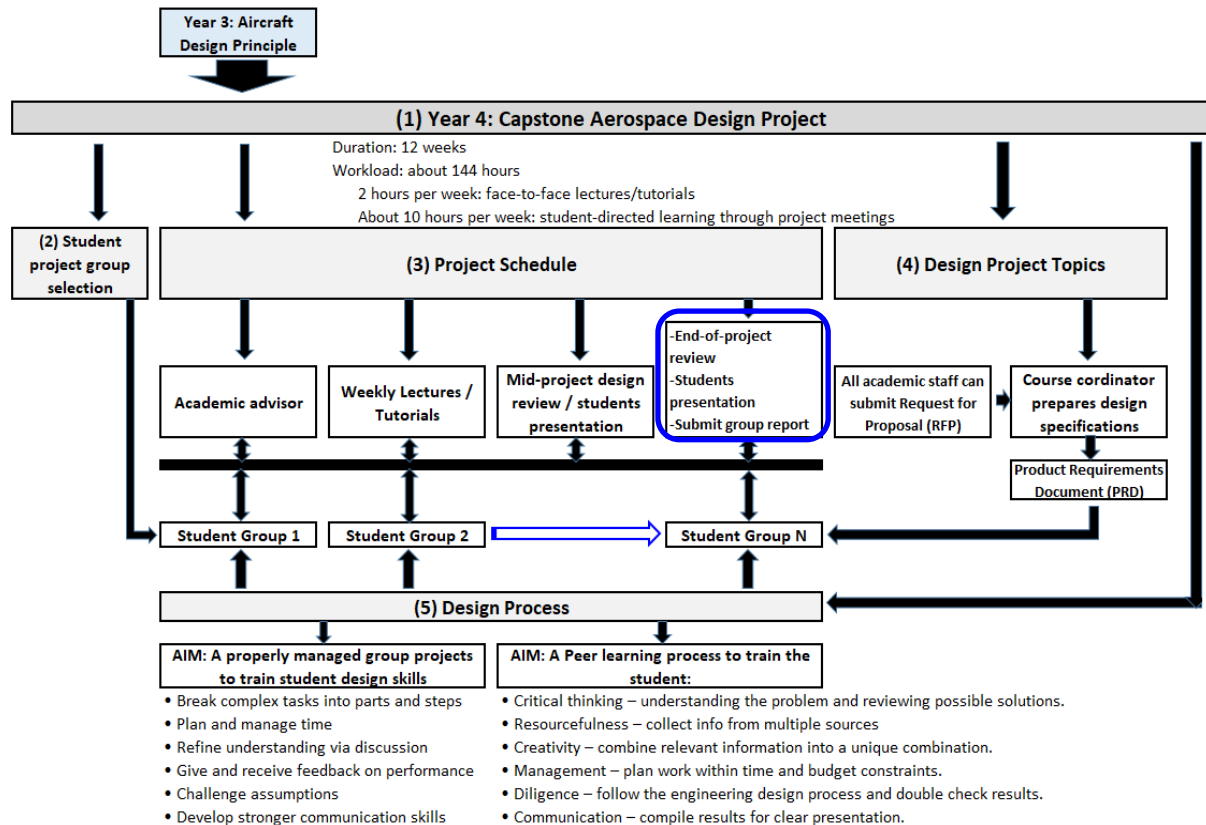 Year 3: Aircraft
Design Principle
(1) Year 4: Capstone Aerospace Design Project
Duration: 12 weeks
Workload: about 144 hours
2 hours per week: face-to-face lectures/tutorials
About 10 hours per week: student-directed learning through project meetings
(2) Student
project group
selection
(3) Project Schedule
(4) Design Project Topics
Academic advisor
Weekly Lectures /
Tutorials
Mid-project design
review / students
presentation
-End-of-project
review
-Students
presentation
-Submit group report
All academic staff can
submit Request for
Proposal (RFP)
Course cordinator
prepares design
specifications
Product Requirements
Document (PRD)
Student Group 1
Student Group 2
Student Group N
(5) Design Process
AIM: A properly managed group projects
to train student design skills
• Break complex tasks into parts and steps
• Plan and manage time
• Refine understanding via discussion
• Give and receive feedback on performance
• Challenge assumptions
• Develop stronger communication skills
AIM: A Peer learning process to train the
student:
• Critical thinking – understanding the problem and reviewing possible solutions.
• Resourcefulness – collect info from multiple sources
• Creativity – combine relevant information into a unique combination.
• Management – plan work within time and budget constraints.
• Diligence – follow the engineering design process and double check results.
• Communication – compile results for clear presentation.